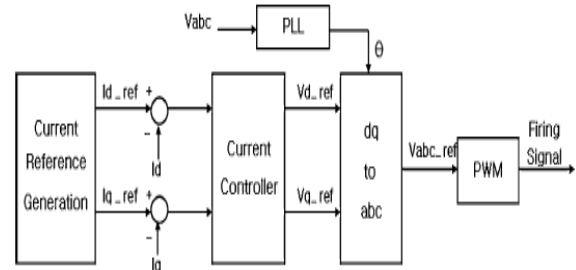 Vabc
PLL
θ
Id_ref
+
-
Id
Current
Reference
Generation
Iq_ref
+
-
Iq
Current
Controller
Vd_ref
Vq_ref
dq
to
abc
Vabc_ref
PWM
Firing
Signal